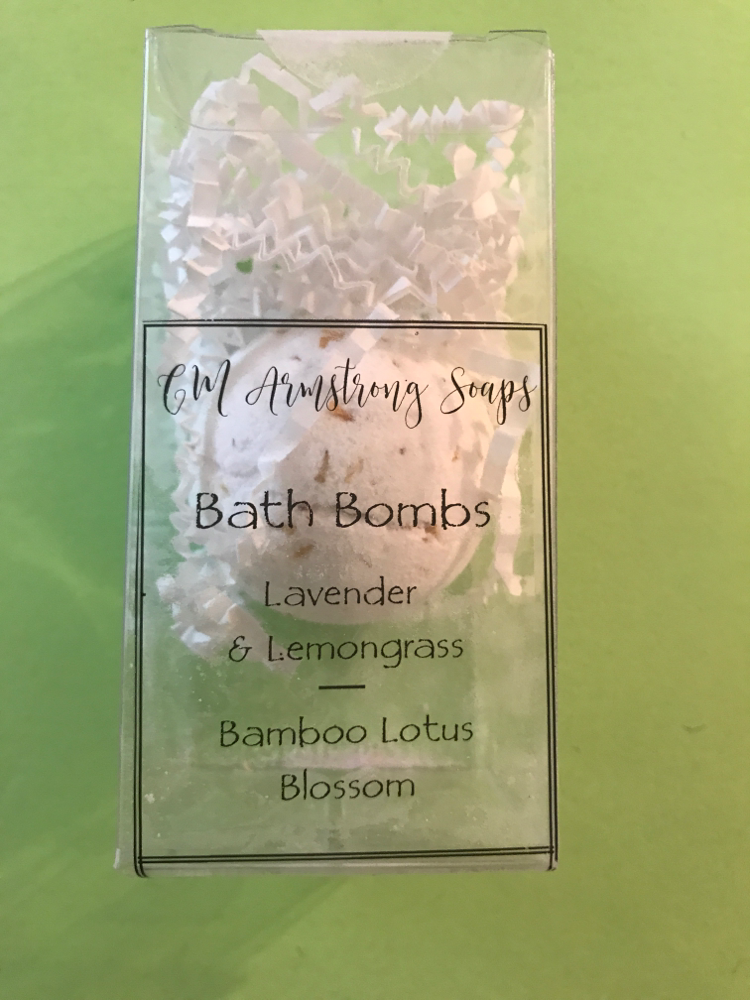 CM Armstrong Soaps
Bath Bombs
Lavender
& Lemongrass
—
Bamboo Lotus
Blossom